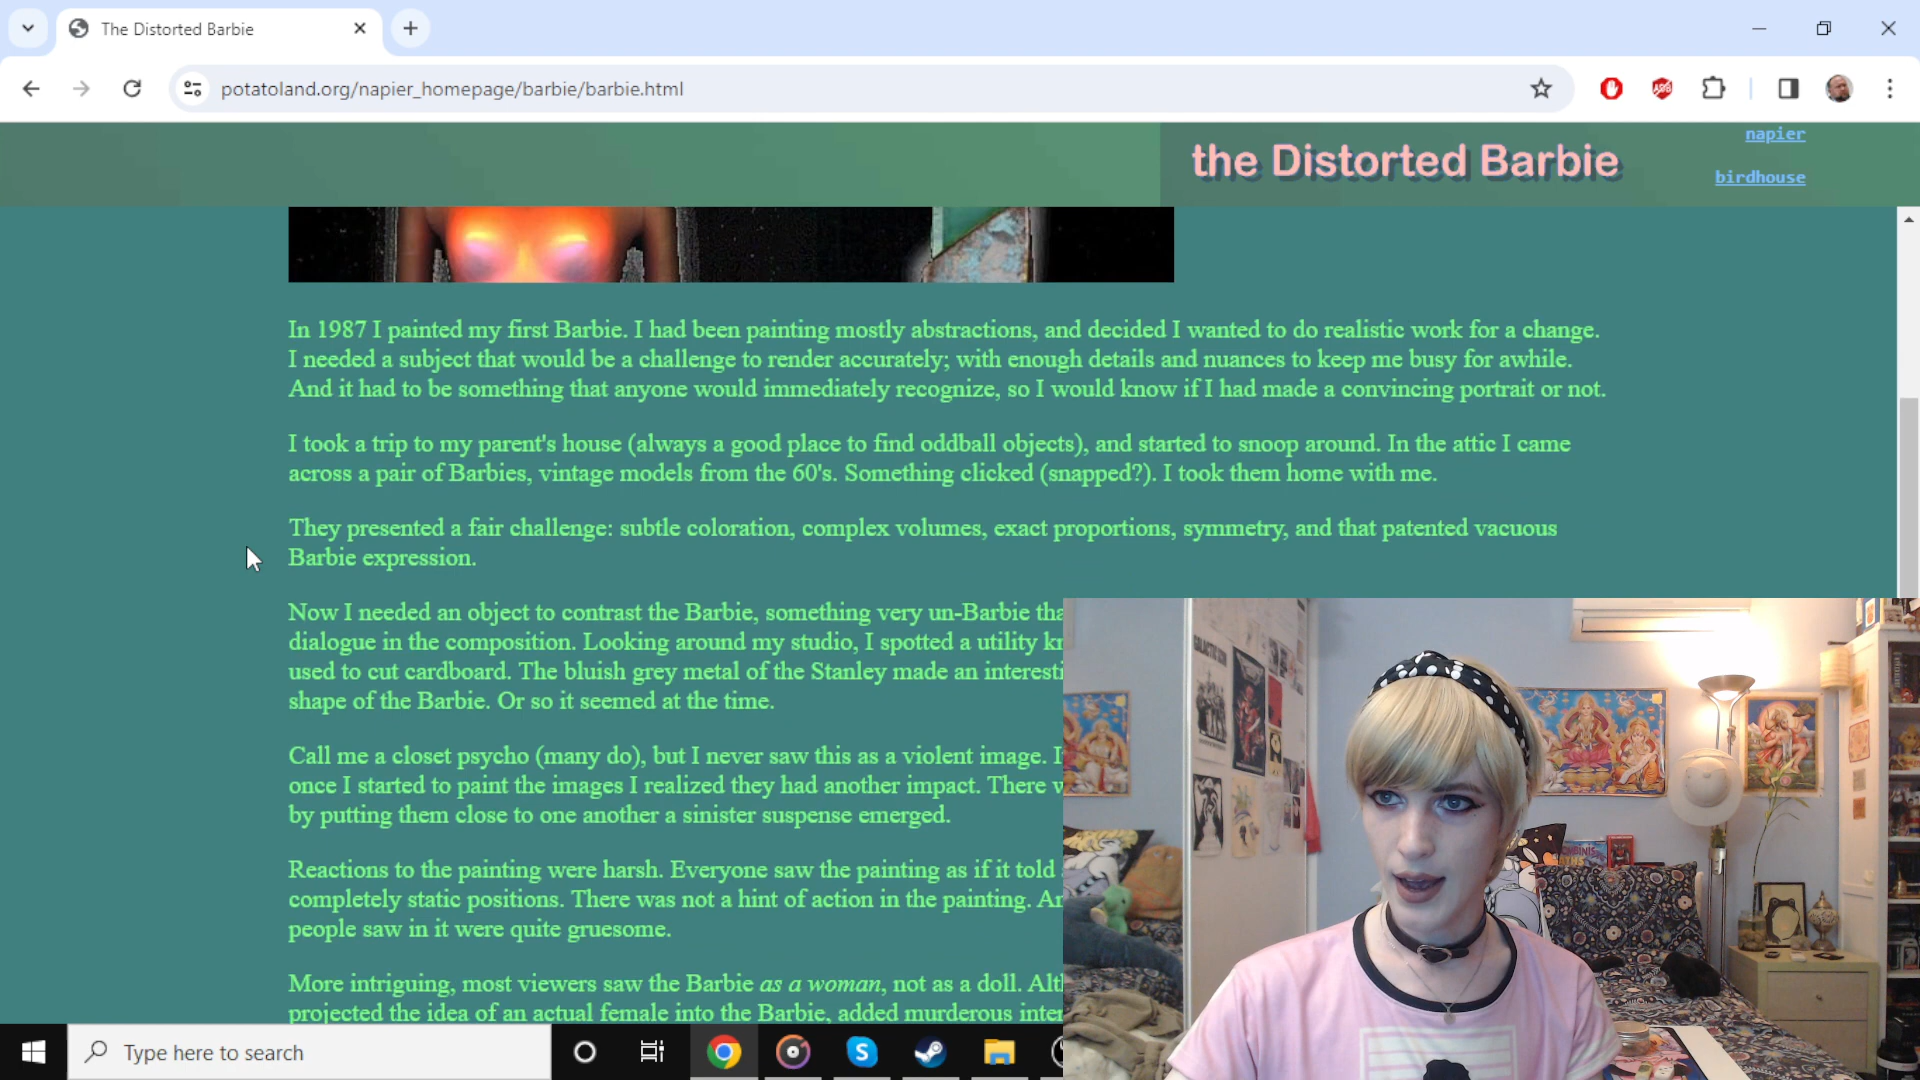 The Distorted Barbie
potatoland.org/napier_homepage/barbie/barbie.html
the Distorted Barbie
napier
birdhouse
In 1987 I painted my first Barbie. I had been painting mostly abstractions, and decided I wanted to do realistic work for a change.
I needed a subject that would be a challenge to render accurately; with enough details and nuances to keep me busy for awhile.
And it had to be something that anyone would immediately recognize, so I would know if I had made a convincing portrait or not.
I took a trip to my parent's house (always a good place to find oddball objects), and started to snoop around. In the attic I came
across a pair of Barbies, vintage models from the 60's. Something clicked (snapped?). I took them home with me.
They presented a fair challenge: subtle coloration, complex volumes, exact proportions, symmetry, and that patented vacuous
Barbie expression.
Now I needed an object to contrast the Barbie, something very un-Barbie
dialogue in the composition. Looking around my studio, I spotted a utility
used to cut cardboard. The bluish grey metal of the Stanley made an
shape of the Barbie. Or so it seemed at the time.
Call me a closet psycho (many do), but I never saw this as a violent image.
once I started to paint the images I realized they had another impact. There
by putting them close to one another a sinister suspense emerged.
Reactions to the painting were harsh. Everyone saw the painting as if it told
completely static positions. There was not a hint of action in the painting.
people saw in it were quite gruesome.
More intriguing, most viewers saw the Barbie as a woman, not as a doll.
projected the idea of an actual female into the Barbie, added murderous
Type here to search